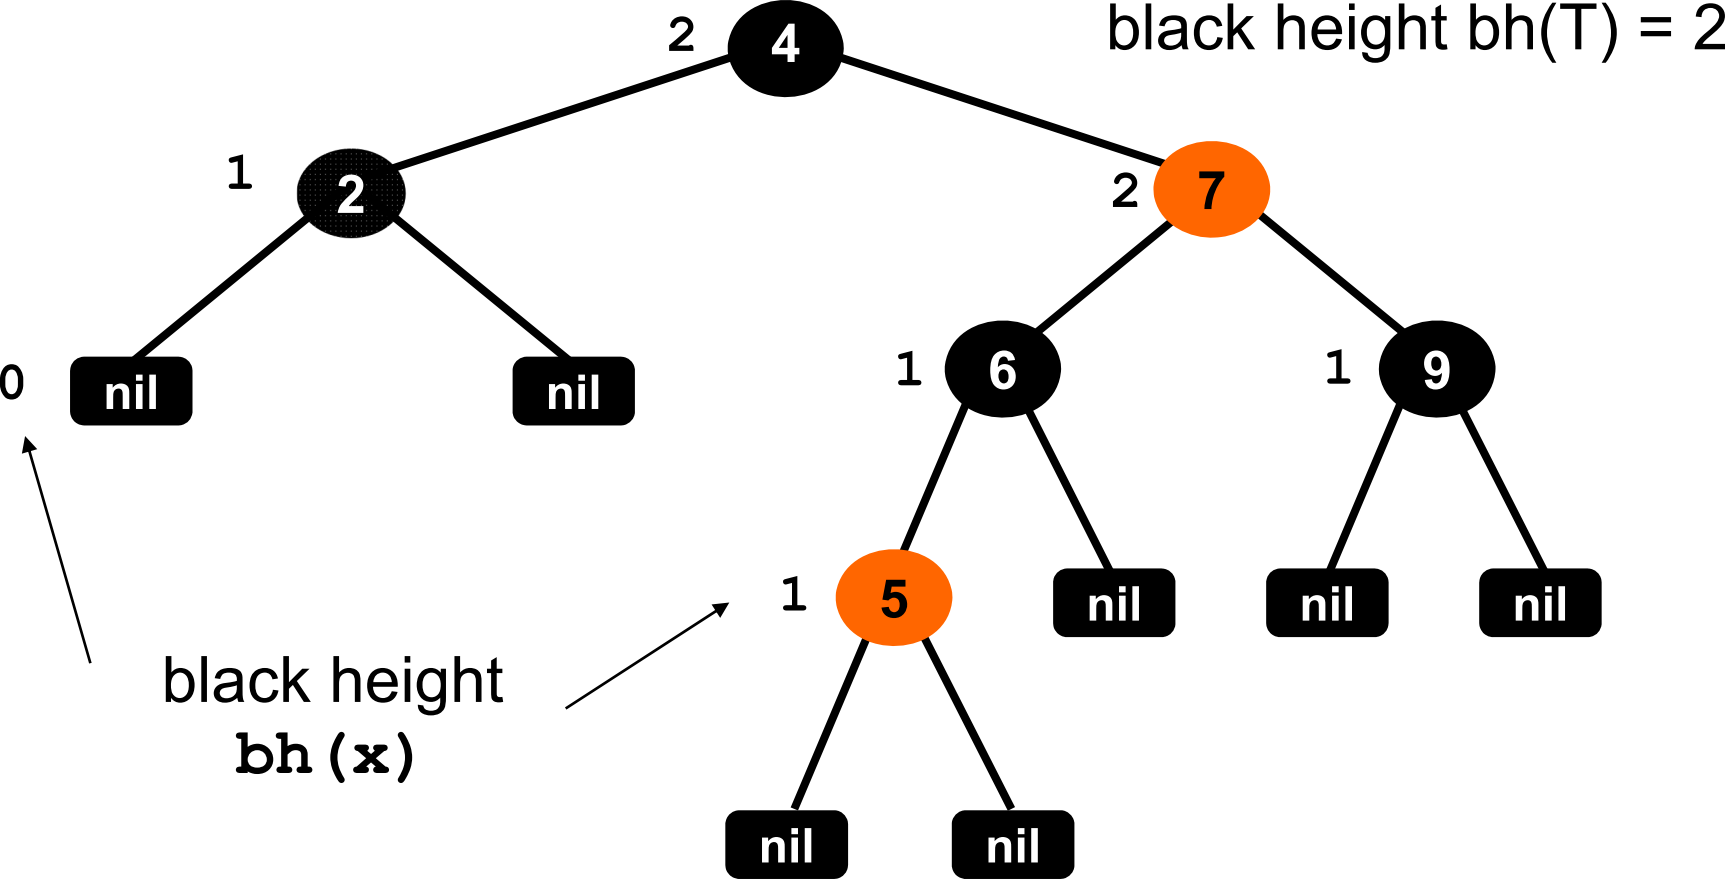 black height bh(T) = 2
2 4
1 2
2 7
1 6
1 9
0 nil
nil
1 5
nil
nil
nil
black height
bh(x)
nil
nil